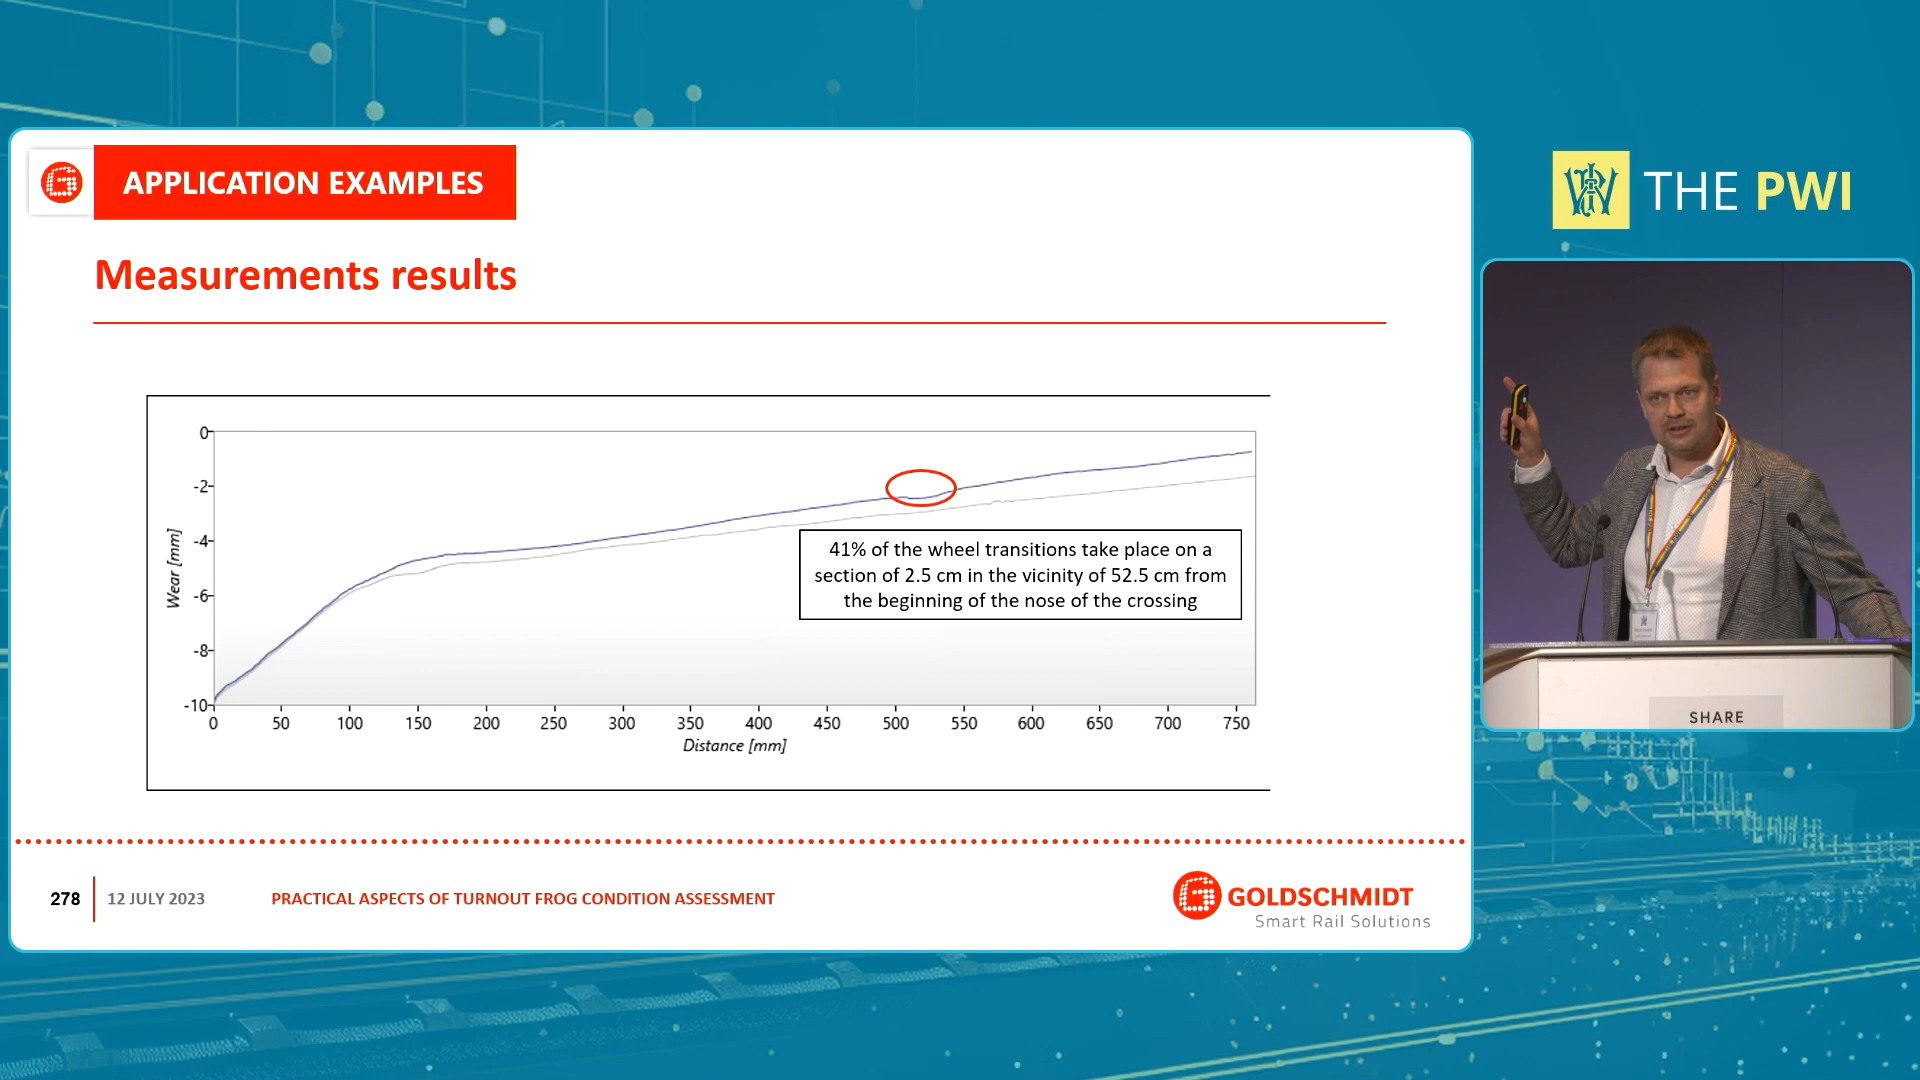 APPLICATION EXAMPLES
THE PWI
Measurements results
0
-2
-4
-6
-8
-10
Wear [mm]
41% of the wheel transitions take place on a
section of 2.5 cm in the vicinity of 52.5 cm from
the beginning of the nose of the crossing
0 50 100 150 200 250 300 350 400 450 500 550 600 650 700 750
Distance [mm]
SHARE
278
12 JULY 2023
PRACTICAL ASPECTS OF TURNOUT FROG CONDITION ASSESSMENT
GOLDSCHMIDT
Smart Rail Solutions